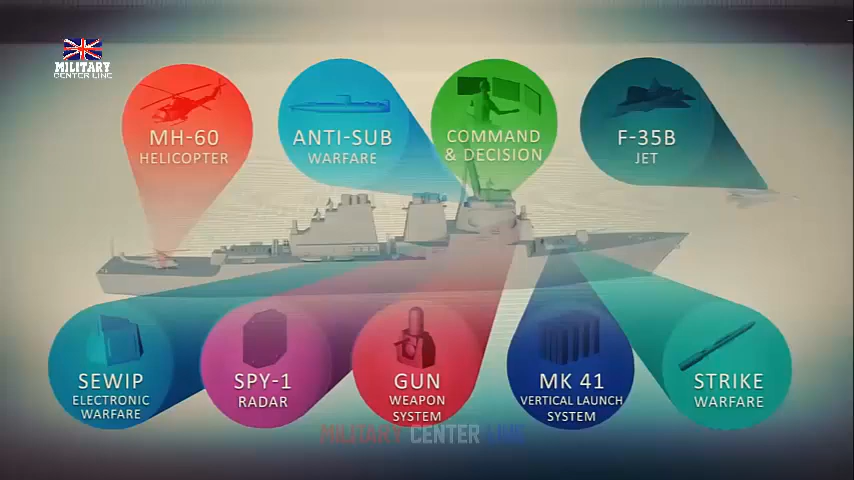 MILITARY
CENTER LINE
MH-60
HELICOPTER
ANTI-SUB
WARFARE
COMMAND
& DECISION
F-35B
JET
SEWIP
ELECTRONIC
WARFARE
SPY-1
RADAR
GUN
WEAPON
SYSTEM
MK 41
VERTICAL LAUNCH
SYSTEM
STRIKE
WARFARE
MILITARY CENTER LINE